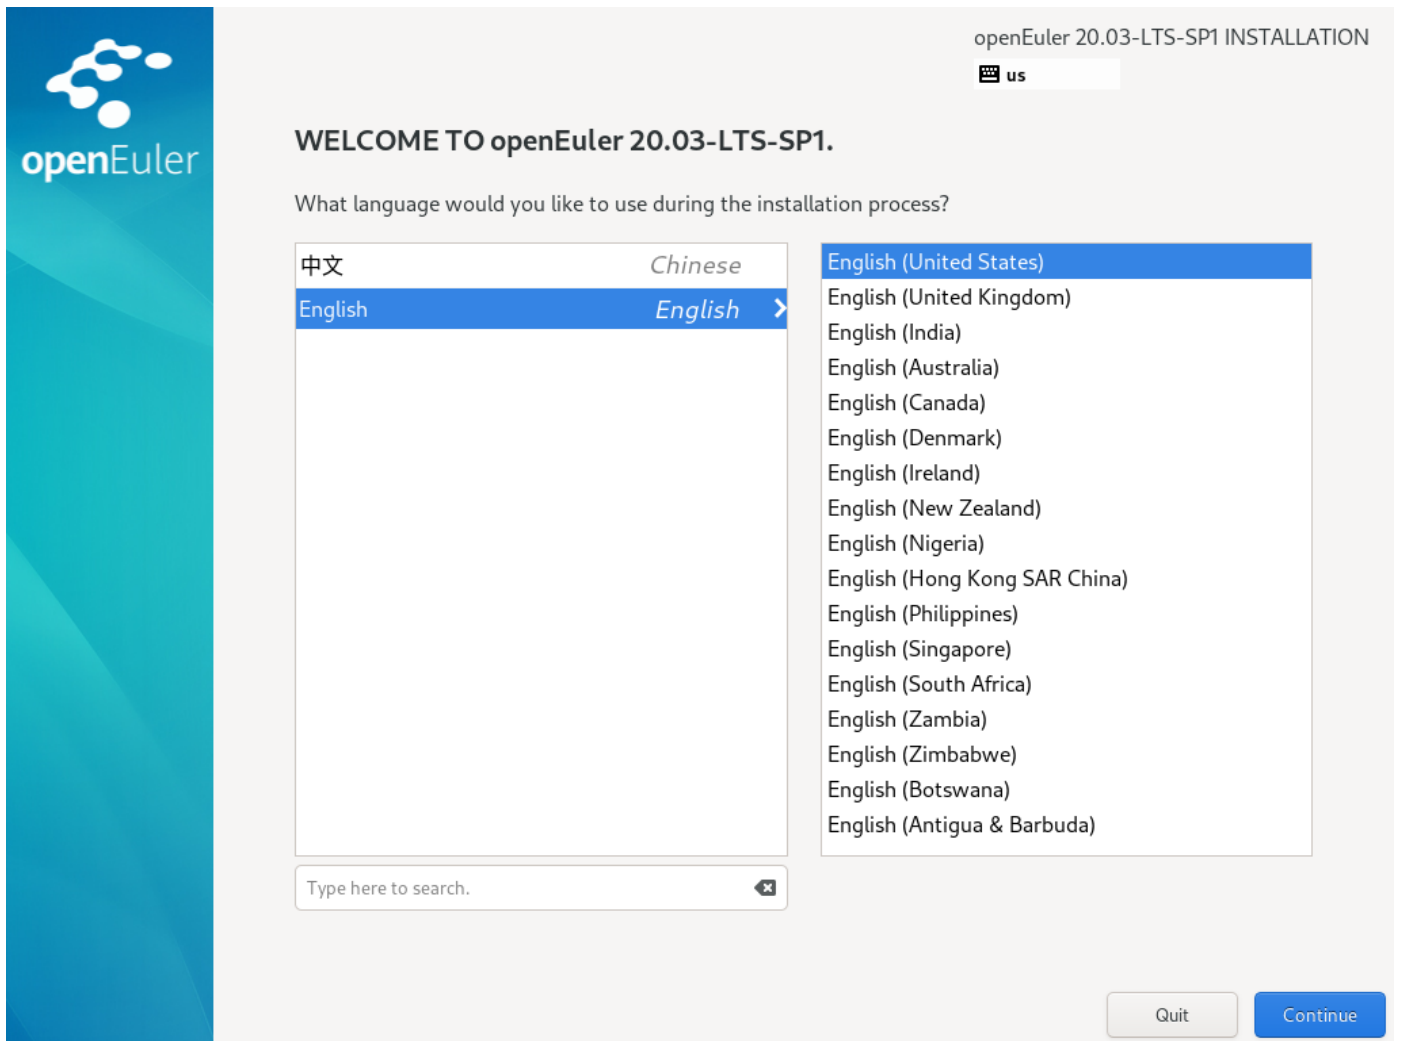 openEuler
openEuler 20.03-LTS-SP1 INSTALLATION
us
WELCOME TO openEuler 20.03-LTS-SP1.
What language would you like to use during the installation process?
中文 Chinese
English English
English (United States)
English (United Kingdom)
English (India)
English (Australia)
English (Canada)
English (Denmark)
English (Ireland)
English (New Zealand)
English (Nigeria)
English (Hong Kong SAR China)
English (Philippines)
English (Singapore)
English (South Africa)
English (Zambia)
English (Zimbabwe)
English (Botswana)
English (Antigua & Barbuda)
Type here to search.
Quit Continue